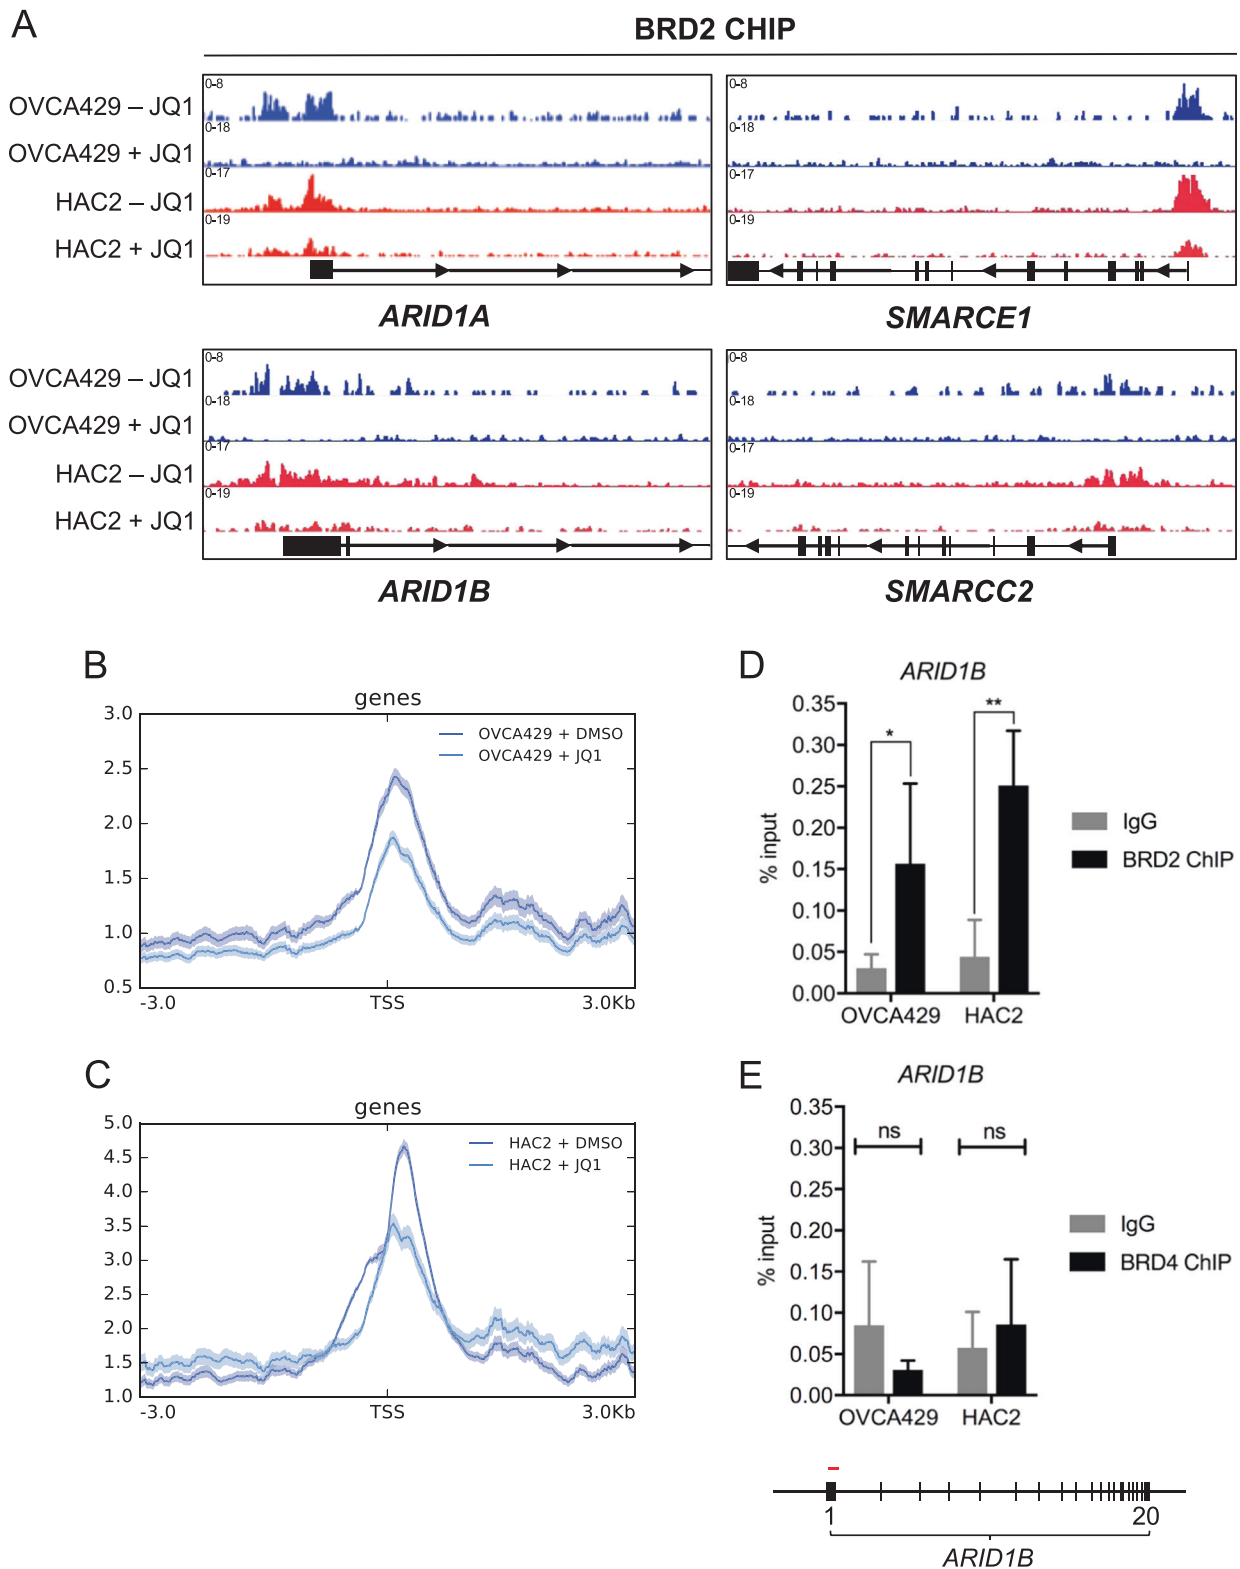 A
BRD2 CHIP
OVCA429 – JQ1
OVCA429 + JQ1
HAC2 – JQ1
HAC2 + JQ1
0-8
0-18
0-17
0-19
0-8
0-18
0-17
0-19
ARID1A
SMARCE1
OVCA429 – JQ1
OVCA429 + JQ1
HAC2 – JQ1
HAC2 + JQ1
0-8
0-18
0-17
0-19
0-8
0-18
0-17
0-19
ARID1B
SMARCC2
B
genes
3.0
2.5
2.0
1.5
1.0
0.5
OVCA429 + DMSO
OVCA429 + JQ1
-3.0
TSS
3.0Kb
D
ARID1B
0.35
0.30
0.25
0.20
0.15
0.10
0.05
0.00
% input
*
**
IgG
BRD2 ChIP
OVCA429
HAC2
C
genes
5.0
4.5
4.0
3.5
3.0
2.5
2.0
1.5
1.0
HAC2 + DMSO
HAC2 + JQ1
-3.0
TSS
3.0Kb
E
ARID1B
0.35
0.30
0.25
0.20
0.15
0.10
0.05
0.00
% input
ns
ns
IgG
BRD4 ChIP
OVCA429
HAC2
1
20
ARID1B